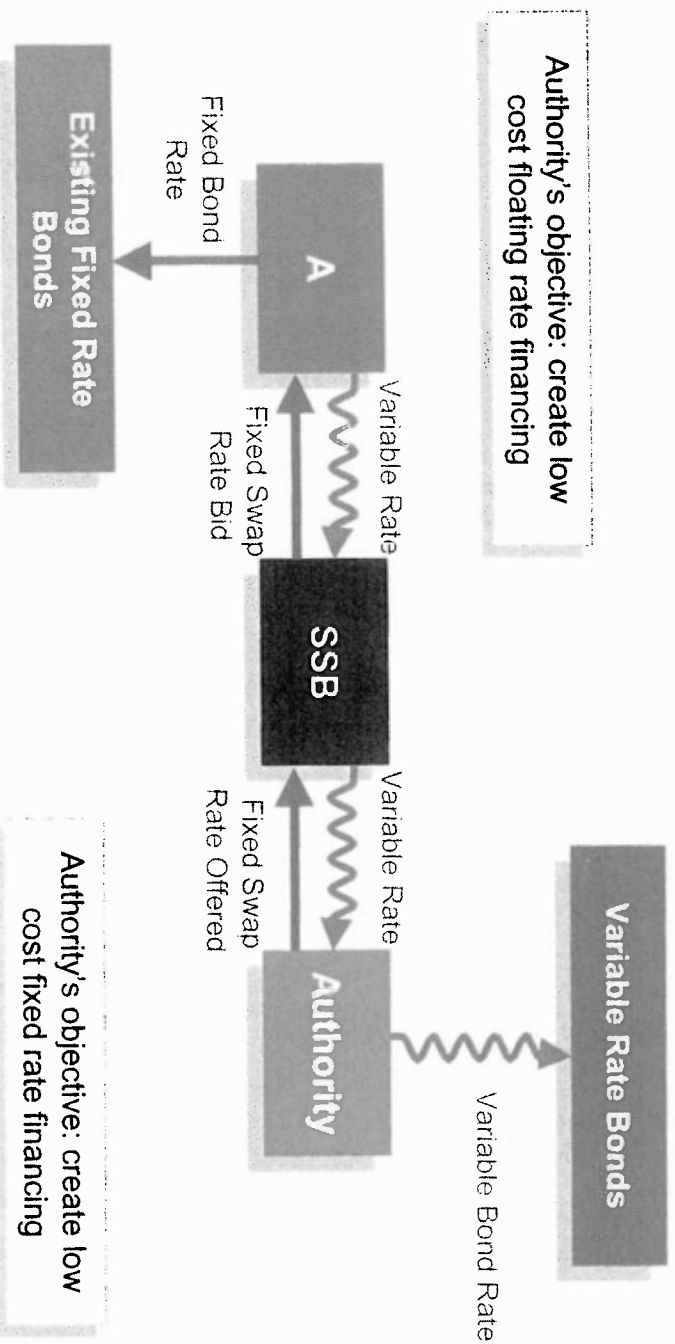 Authority's objective: create low
cost floating rate financing
Variable Rate Bonds
Variable Bond Rate
Variable Rate
Variable Rate
A
SSB
Authority
Fixed Swap
Rate Bid
Fixed Swap
Rate Offered
Fixed Bond
Rate
Existing Fixed Rate
Bonds
Authority's objective: create low
cost fixed rate financing